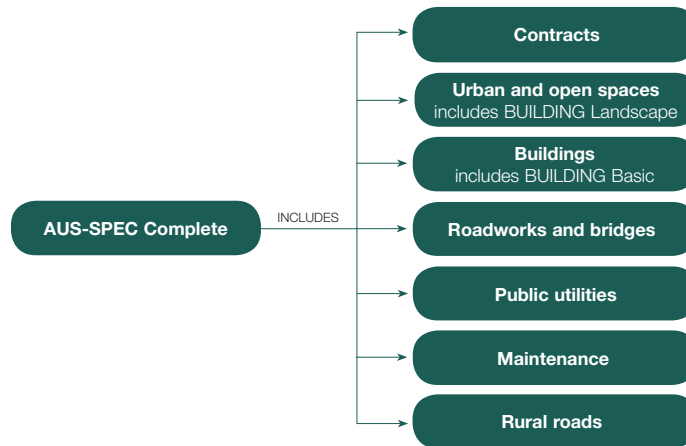 Contracts
Urban and open spaces
includes BUILDING Landscape
Buildings
includes BUILDING Basic
AUS-SPEC Complete
INCLUDES
Roadworks and bridges
Public utilities
Maintenance
Rural roads